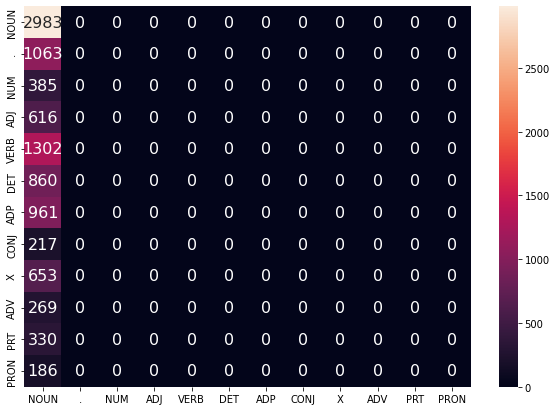 NOUN 2983 0 0 0 0 0 0 0 0 0 0 0
. 1063 0 0 0 0 0 0 0 0 0 0 0
NUM 385 0 0 0 0 0 0 0 0 0 0 0
ADJ 616 0 0 0 0 0 0 0 0 0 0 0
VERB 1302 0 0 0 0 0 0 0 0 0 0 0
DET 860 0 0 0 0 0 0 0 0 0 0 0
ADP 961 0 0 0 0 0 0 0 0 0 0 0
CONJ 217 0 0 0 0 0 0 0 0 0 0 0
X 653 0 0 0 0 0 0 0 0 0 0 0
ADV 269 0 0 0 0 0 0 0 0 0 0 0
PRT 330 0 0 0 0 0 0 0 0 0 0 0
PRON 186 0 0 0 0 0 0 0 0 0 0 0
NOUN . NUM ADJ VERB DET ADP CONJ X ADV PRT PRON
2500
2000
1500
1000
500
0